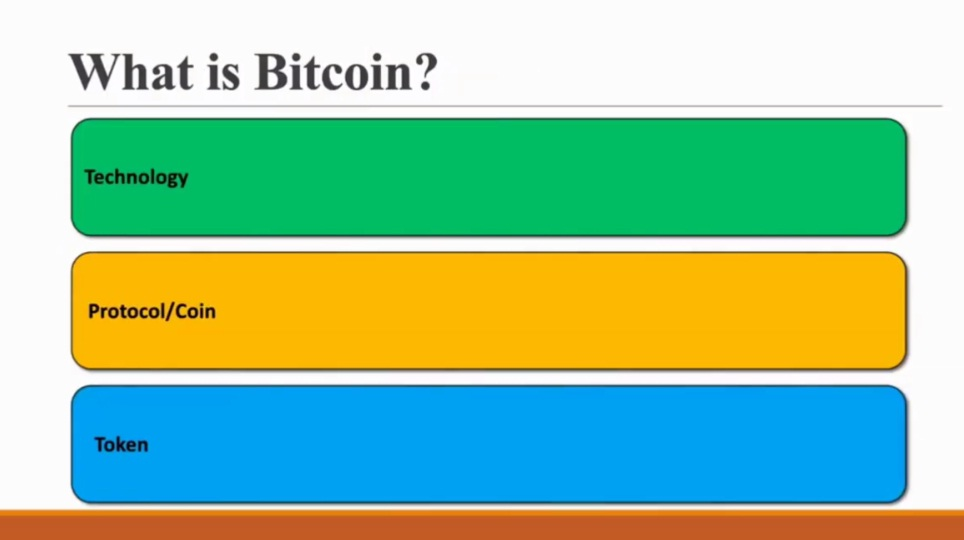 What is Bitcoin?
Technology
Protocol/Coin
Token